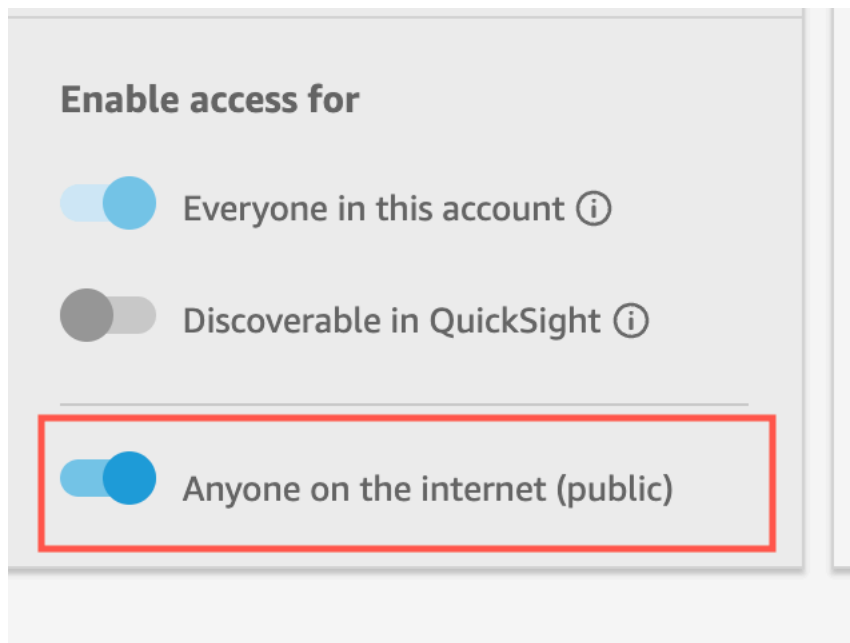 Enable access for
Everyone in this account
Discoverable in QuickSight
Anyone on the internet (public)